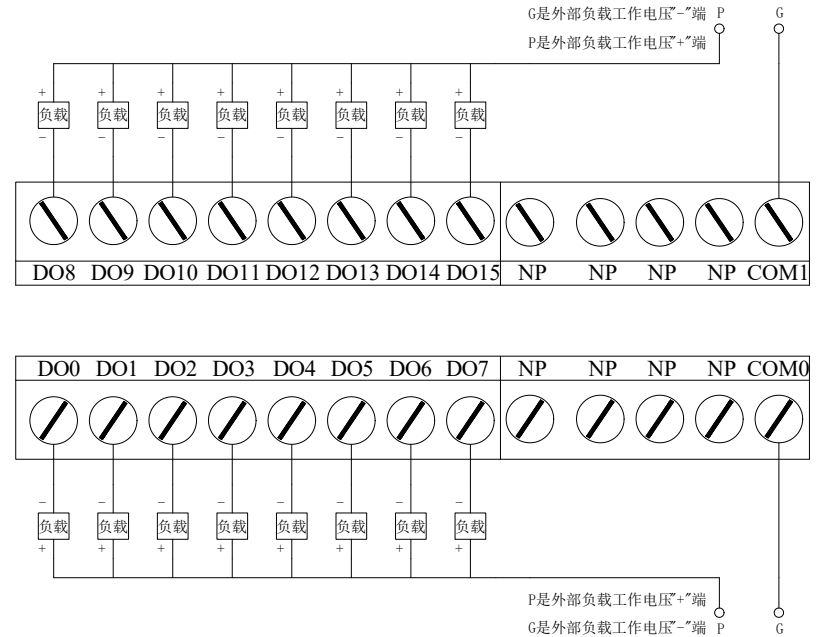 G是外部负载工作电压"-"端 P G
P是外部负载工作电压"+"端
+ + + + + + + +
负载 负载 负载 负载 负载 负载 负载 负载
- - - - - - - -
DO8 DO9 DO10 DO11 DO12 DO13 DO14 DO15 NP NP NP NP COM1
DO0 DO1 DO2 DO3 DO4 DO5 DO6 DO7 NP NP NP NP COM0
- - - - - - - -
负载 负载 负载 负载 负载 负载 负载 负载
+ + + + + + + +
P是外部负载工作电压"+"端
G是外部负载工作电压"-"端 P G